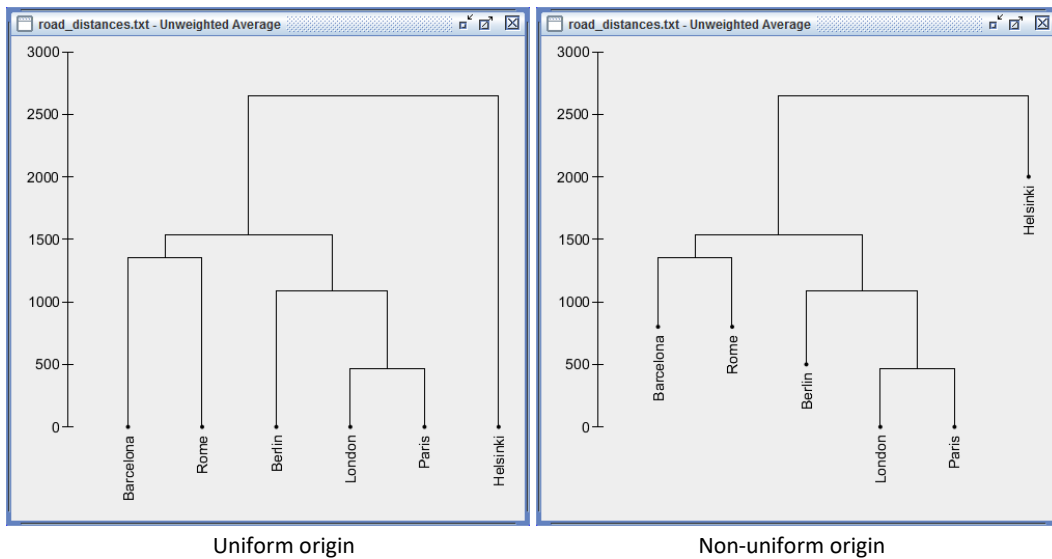 road_distances.txt - Unweighted Average
3000
2500
2000
1500
1000
500
0
Barcelona
Rome
Berlin
London
Paris
Helsinki
Uniform origin
road_distances.txt - Unweighted Average
3000
2500
2000
1500
1000
500
0
Barcelona
Rome
Berlin
London
Paris
Helsinki
Non-uniform origin